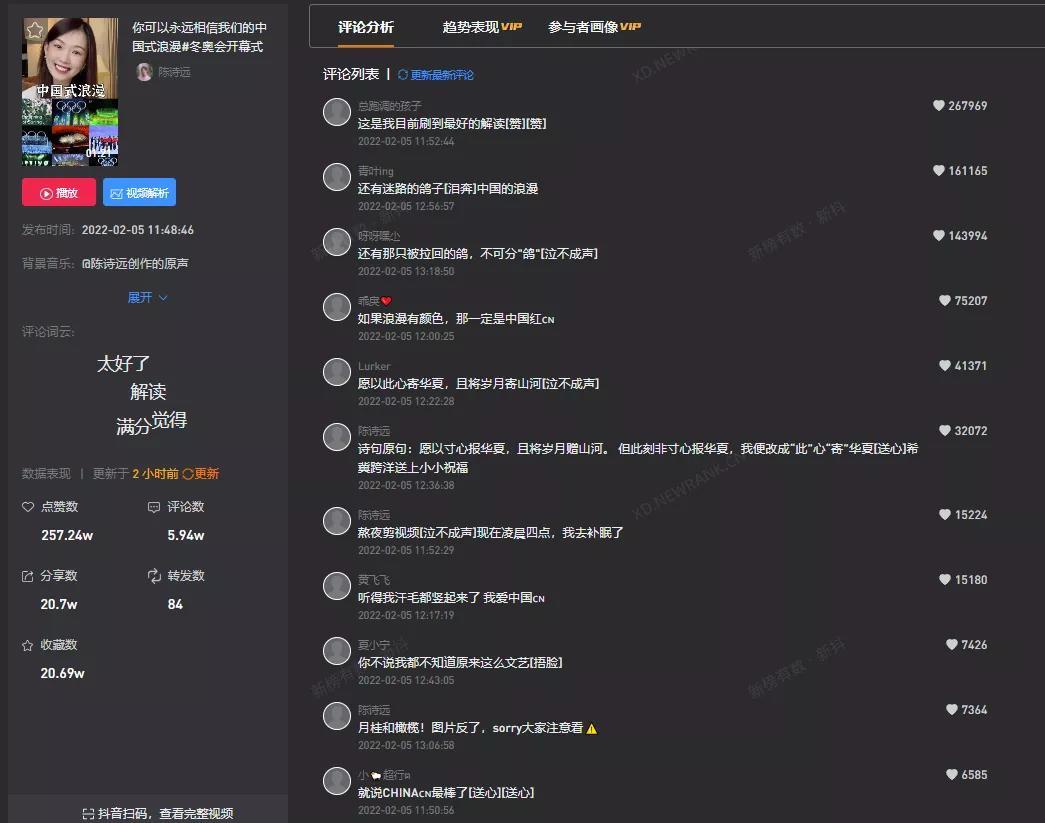 你可以永远相信我们的中
国式浪漫#冬奥会开幕式
陈诗远
中国式浪漫
01:21
播放
视频解析
发布时间: 2022-02-05 11:48:46
背景音乐: @陈诗远创作的原声
展开
评论词云:
太好了
解读
满分
觉得
数据表现 | 更新于 2 小时前 更新
点赞数 评论数
257.24w 5.94w
分享数 转发数
20.7w 84
收藏数
20.69w
抖音扫码，查看完整视频
评论分析 趋势表现VIP 参与者画像VIP
评论列表 | 更新最新评论
总跑调的孩子
267969
这是我目前刷到最好的解读[赞][赞]
2022-02-05 11:52:44
青叶ing
161165
还有迷路的鸽子[泪奔]中国的浪漫
2022-02-05 12:56:57
呀呀嘿尘
143994
还有那只被拉回的鸽，不可分“鸽”[泣不成声]
2022-02-05 13:18:50
乖戾❤️
75207
如果浪漫有颜色，那一定是中国红CN
2022-02-05 12:00:25
Lurker
41371
愿以此心寄华夏，且将岁月寄山河[泣不成声]
2022-02-05 12:22:28
陈诗远
32072
诗句原句：愿以寸心报华夏，且将岁月赠山河。 但此刻非寸心报华夏，我便改成“此”心“寄”华夏[送心]希
冀跨洋送上小小祝福
2022-02-05 12:36:38
陈诗远
15224
熬夜剪视频[泣不成声]现在凌晨四点，我去补眠了
2022-02-05 11:52:29
黄飞飞
15180
听得我汗毛都竖起来了 我爱中国CN
2022-02-05 12:17:19
夏小宁
7426
你不说我都不知道原来这么文艺[捂脸]
2022-02-05 12:43:05
陈诗远
7364
月桂和橄榄！图片反了，sorry大家注意看⚠️
2022-02-05 13:06:58
小🐑超行
6585
就说CHINACN最棒了[送心][送心]
2022-02-05 11:50:56
XD.NEWRANK.CN
新榜有数·新抖